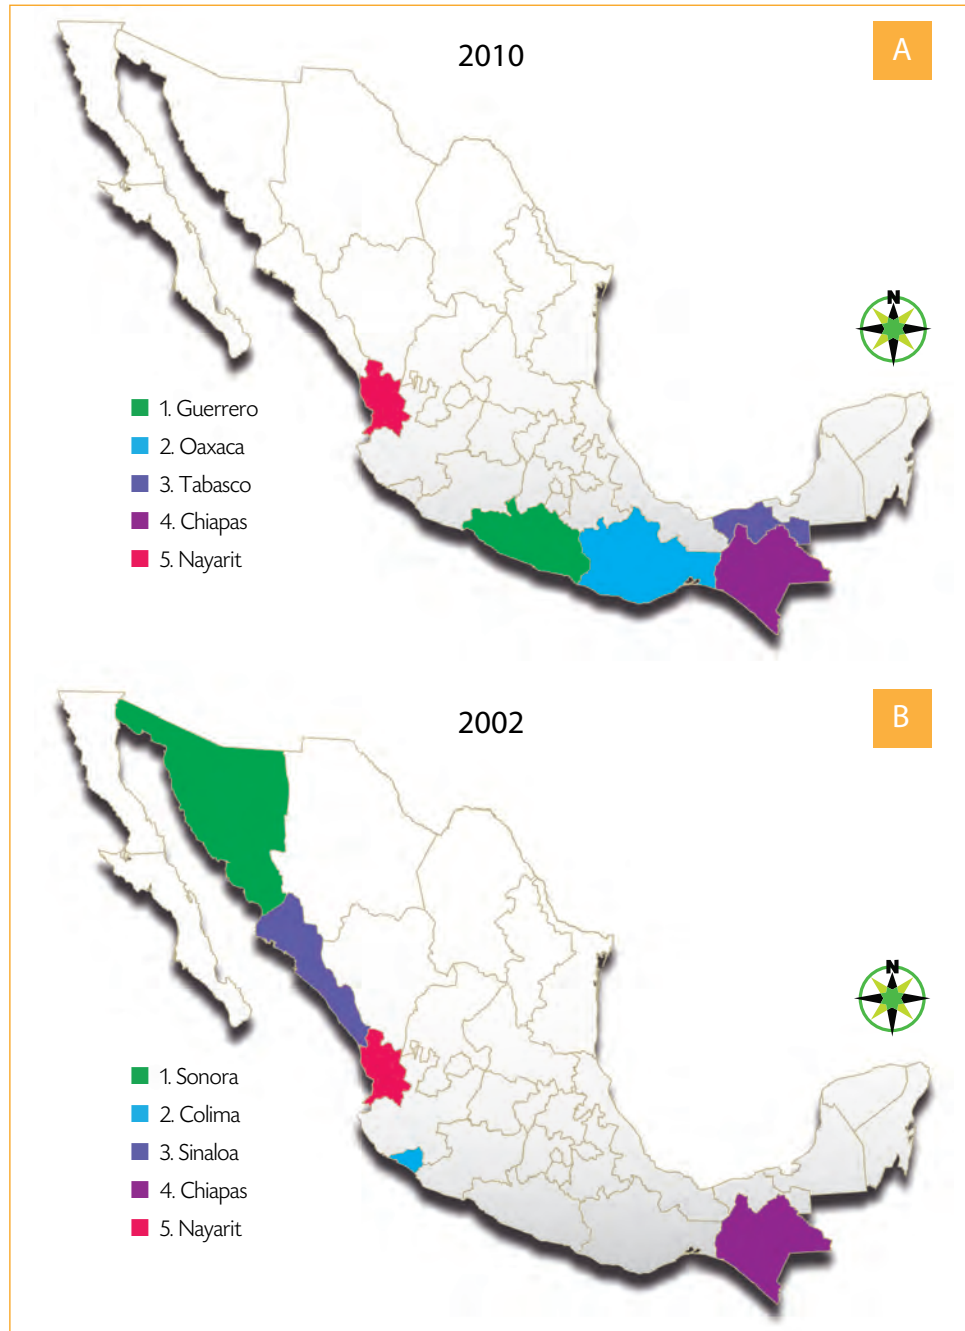 2010
A
N
1. Guerrero
2. Oaxaca
3. Tabasco
4. Chiapas
5. Nayarit
2002
B
N
1. Sonora
2. Colima
3. Sinaloa
4. Chiapas
5. Nayarit